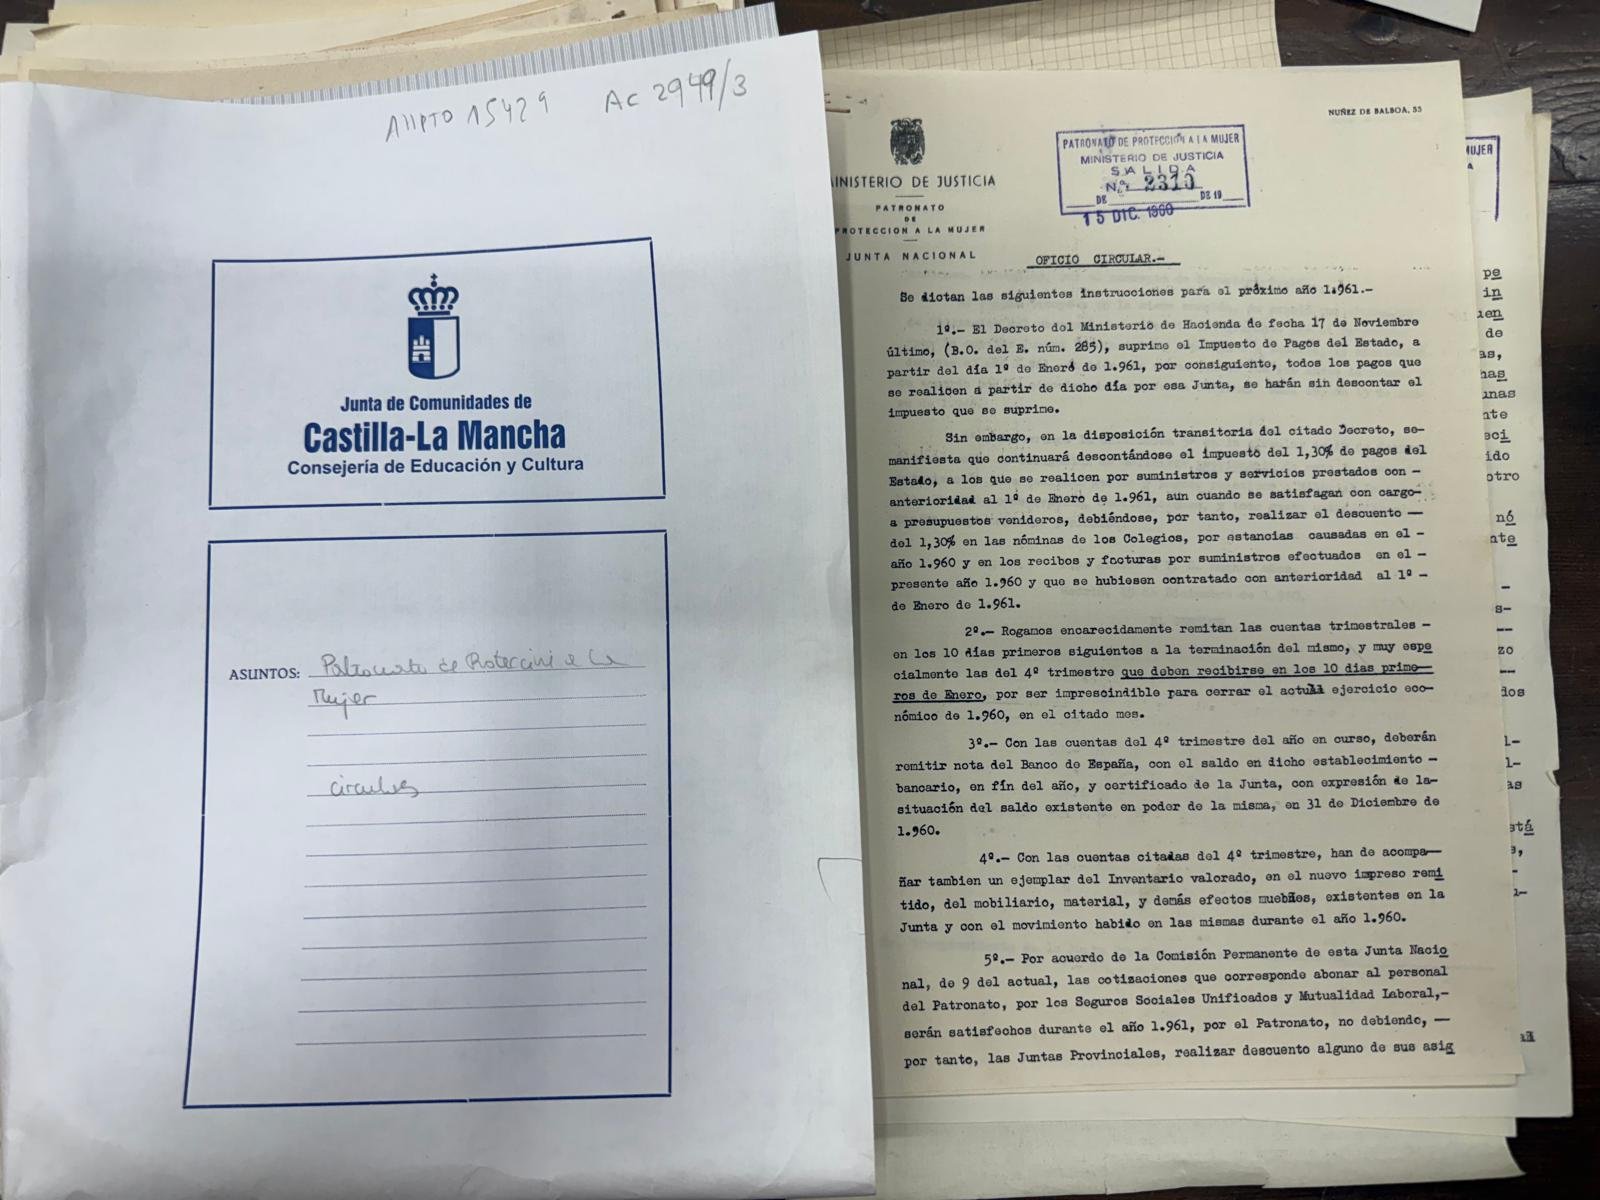 AHPTO 15429 AC 2949/3
Junta de Comunidades de
Castilla-La Mancha
Consejería de Educación y Cultura
ASUNTOS: Patronato de Protección a la
Mujer
circulares
NUÑEZ DE BALBOA, 33
PATRONATO DE PROTECCION A LA MUJER
MINISTERIO DE JUSTICIA
SALIDA
Nº 2310
DE DE 19
15 DIC. 1960
INISTERIO DE JUSTICIA
PATRONATO
DE
PROTECCION A LA MUJER
JUNTA NACIONAL
OFICIO CIRCULAR.-
Se dictan las siguientes instrucciones para el próximo año 1.961.-
1º.- El Decreto del Ministerio de Hacienda de fecha 17 de Noviembre
último, (B.O. del E. núm. 285), suprime el Impuesto de Pagos del Estado, a
partir del día 1º de Enero de 1.961, por consiguiente, todos los pagos que
se realicen a partir de dicho día por esa Junta, se harán sin descontar el
impuesto que se suprime.
Sin embargo, en la disposición transitoria del citado Decreto, se-
manifiesta que continuará descontándose el impuesto del 1,30% de pagos del
Estado, a los que se realicen por suministros y servicios prestados con -
anterioridad al 1º de Enero de 1.961, aun cuando se satisfagan con cargo-
a presupuestos venideros, debiéndose, por tanto, realizar el descuento —
del 1,30% en las nóminas de los Colegios, por estancias causadas en el -
año 1.960 y en los recibos y facturas por suministros efectuados en el -
presente año 1.960 y que se hubiesen contratado con anterioridad al 1º -
de Enero de 1.961.
2º.- Rogamos encarecidamente remitan las cuentas trimestrales -
en los 10 días primeros siguientes a la terminación del mismo, y muy espe
cialmente las del 4º trimestre que deben recibirse en los 10 días prime-
ros de Enero, por ser imprescindible para cerrar el actual ejercicio eco-
nómico de 1.960, en el citado mes.
3º.- Con las cuentas del 4º trimestre del año en curso, deberán
remitir nota del Banco de España, con el saldo en dicho establecimiento -
bancario, en fín del año, y certificado de la Junta, con expresión de la-
situación del saldo existente en poder de la misma, en 31 de Diciembre de
1.960.
4º.- Con las cuentas citadas del 4º trimestre, han de acompa-
ñar tambien un ejemplar del Inventario valorado, en el nuevo impreso remi
tido, del mobiliario, material, y demás efectos muebles, existentes en la
Junta y con el movimiento habido en las mismas durante el año 1.960.
5º.- Por acuerdo de la Comisión Permanente de esta Junta Nacio
nal, de 9 del actual, las cotizaciones que corresponde abonar al personal
del Patronato, por los Seguros Sociales Unificados y Mutualidad Laboral,-
serán satisfechos durante el año 1.961, por el Patronato, no debiendo, —
por tanto, las Juntas Provinciales, realizar descuento alguno de sus asig